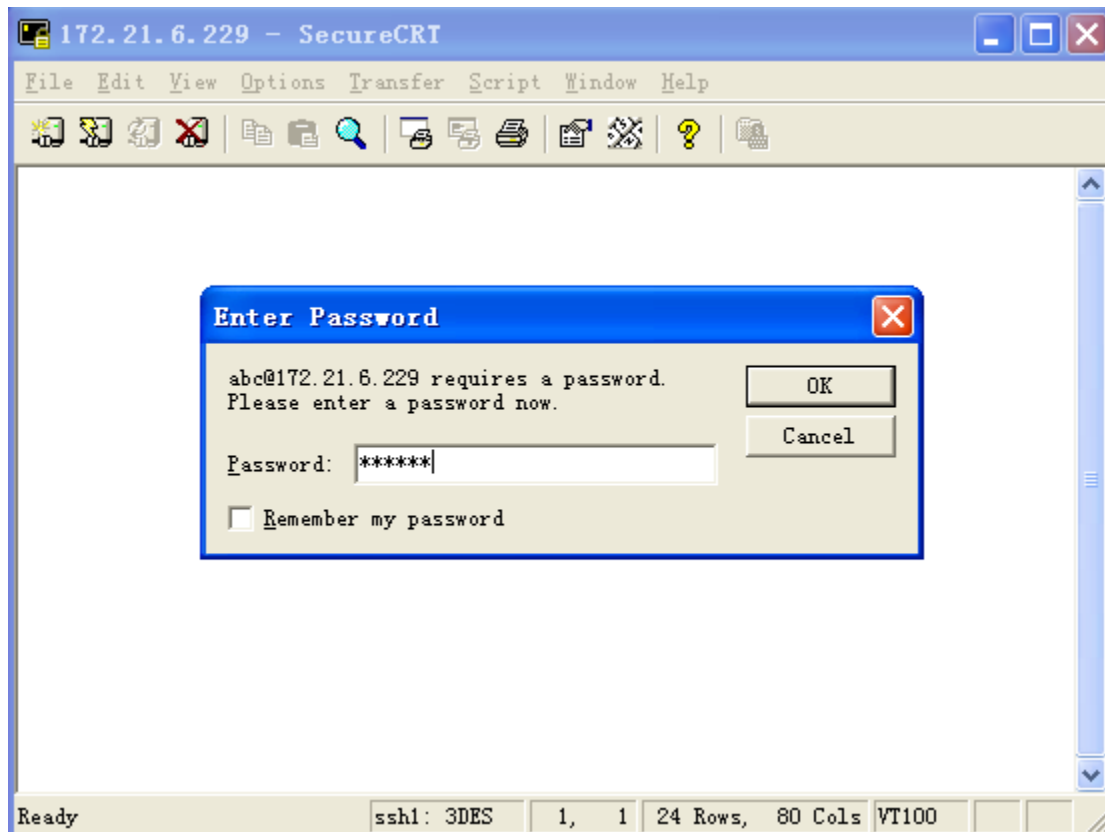 172.21.6.229 - SecureCRT
File Edit View Options Transfer Script Window Help
Enter Password
abc@172.21.6.229 requires a password.
Please enter a password now.
OK
Cancel
Password: ******
Remember my password
Ready ssh1: 3DES 1, 1 24 Rows, 80 Cols VT100